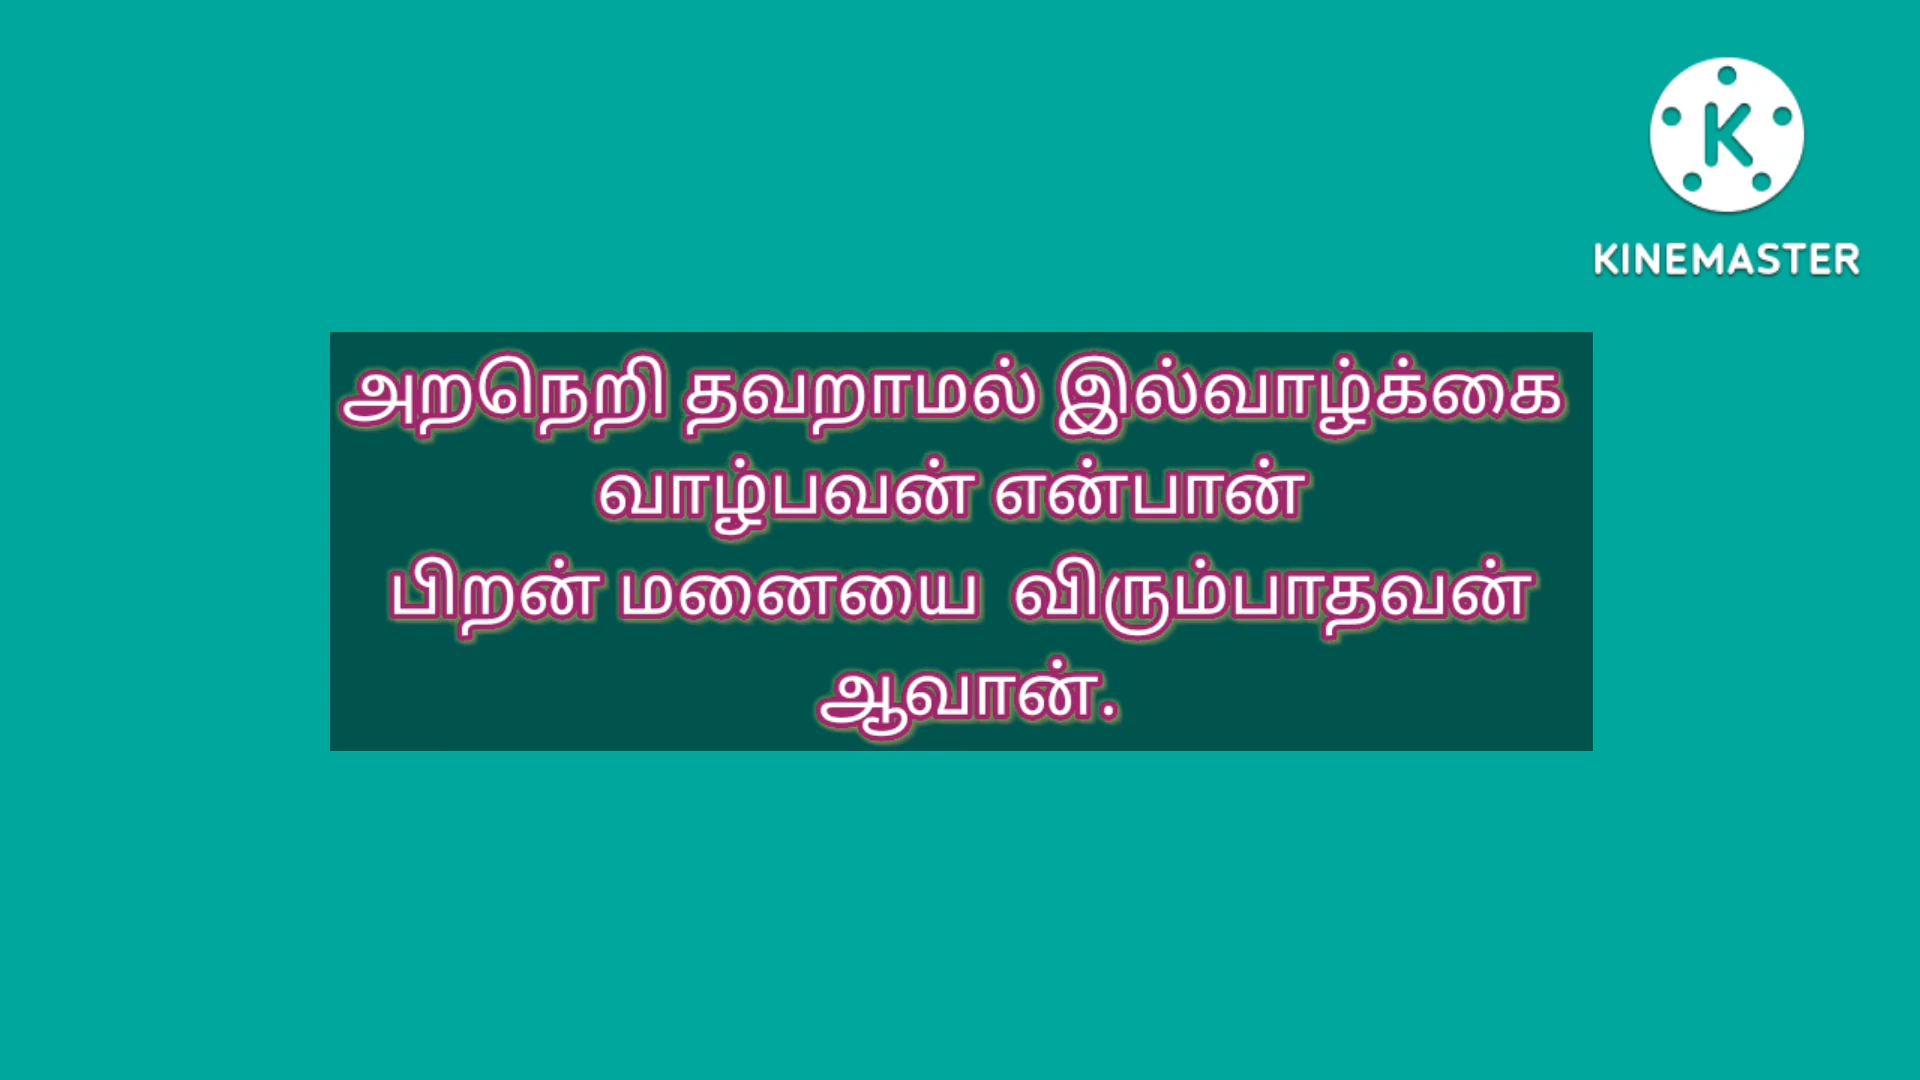 K
KINEMASTER
அறநெறி தவறாமல் இல்வாழ்க்கை
வாழ்பவன் என்பான்
பிறன் மனையை விரும்பாதவன்
ஆவான்.